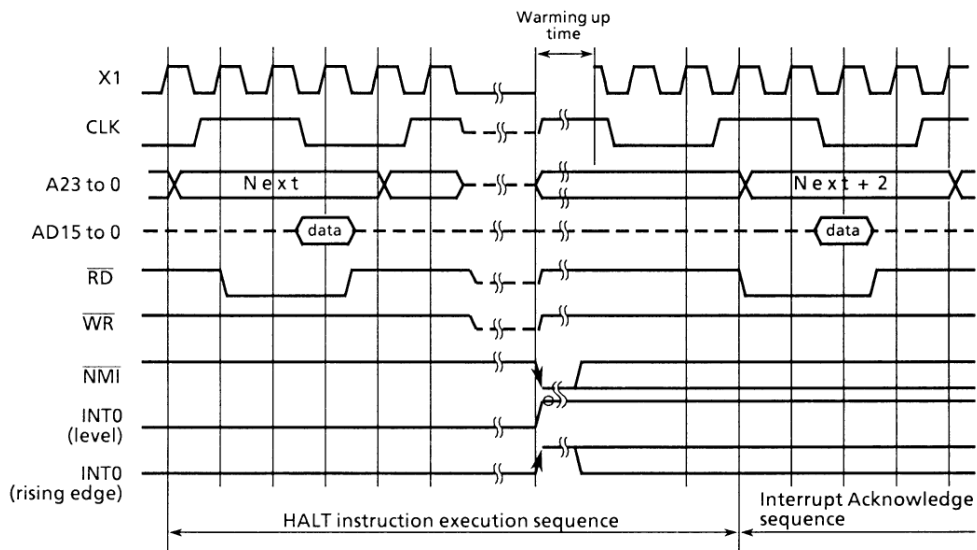 Warming up
time
X1
CLK
A23 to 0
Next
Next + 2
AD15 to 0
data
data
RD
WR
NMI
INT0
(level)
INT0
(rising edge)
HALT instruction execution sequence
Interrupt Acknowledge
sequence